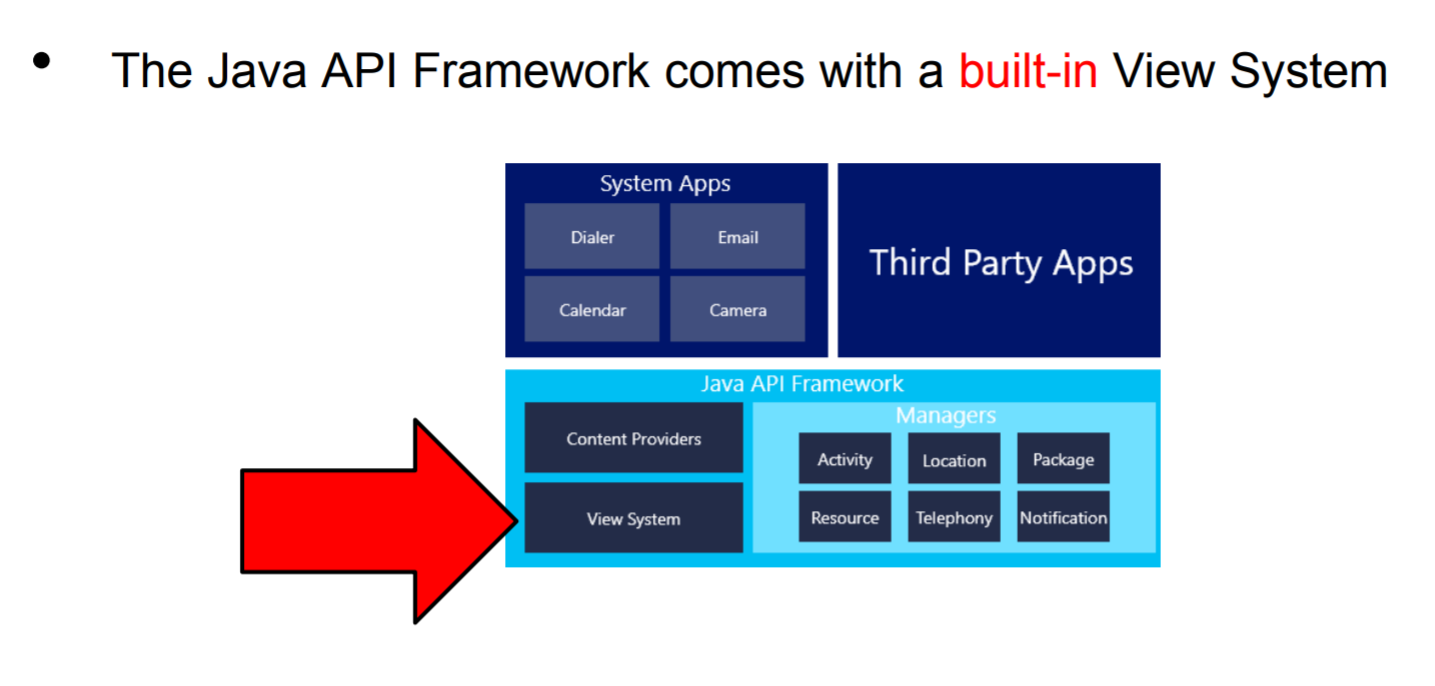 • The Java API Framework comes with a built-in View System
System Apps
Dialer
Email
Calendar
Camera
Third Party Apps
Java API Framework
Content Providers
View System
Managers
Activity
Location
Package
Resource
Telephony
Notification